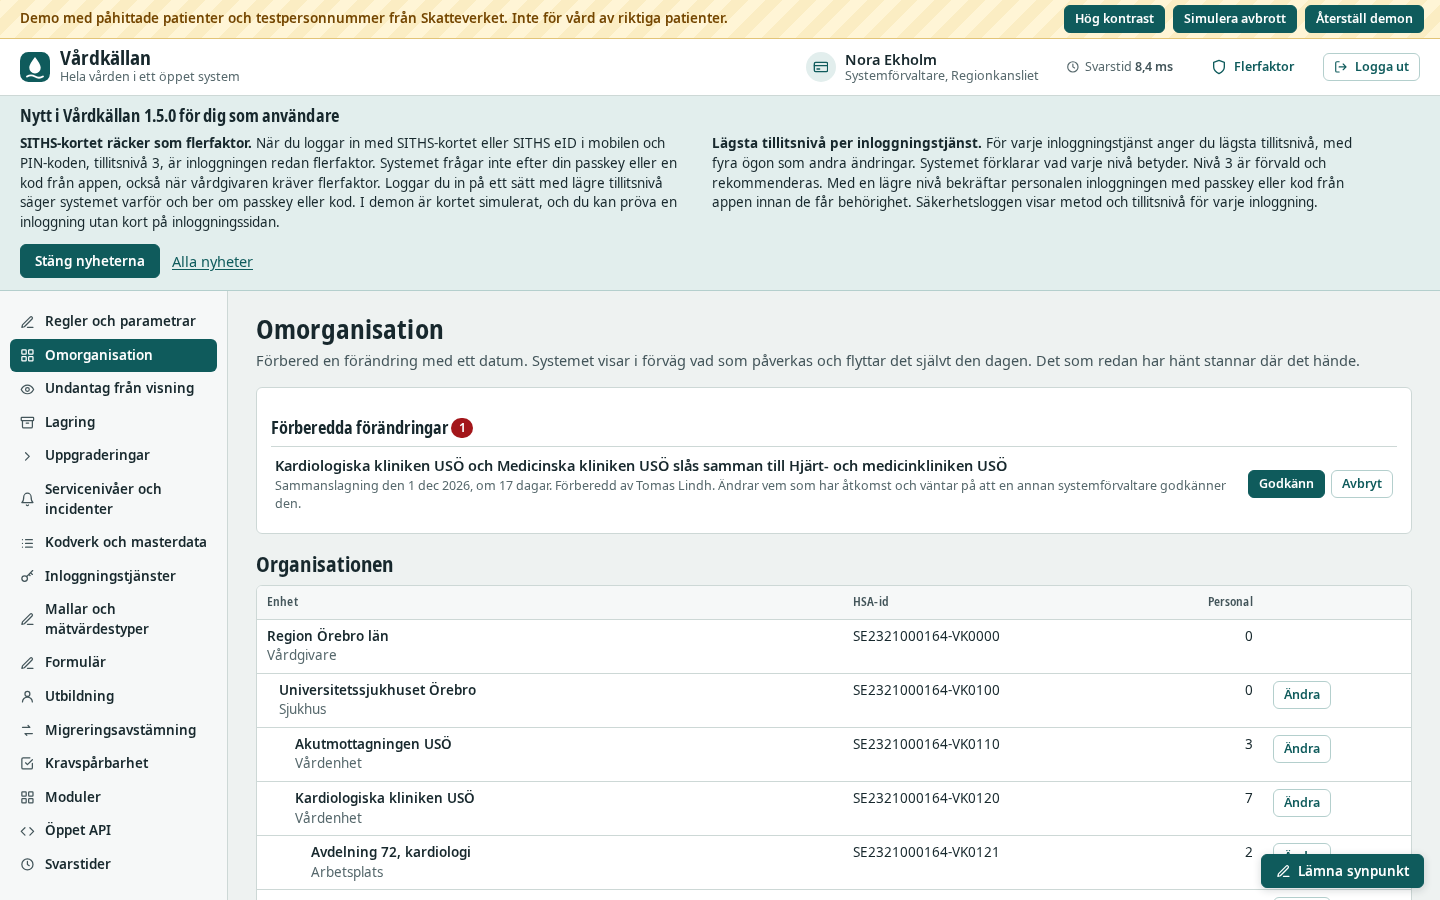 Demo med påhittade patienter och testpersonnummer från Skatteverket. Inte för vård av riktiga patienter.
Hög kontrast
Simulera avbrott
Återställ demon
Vårdkällan
Hela vården i ett öppet system
Nora Ekholm
Systemförvaltare, Regionkansliet
Svarstid 8,4 ms
Flerfaktor
Logga ut
Nytt i Vårdkällan 1.5.0 för dig som användare
SITHS-kortet räcker som flerfaktor. När du loggar in med SITHS-kortet eller SITHS eID i mobilen och
PIN-koden, tillitsnivå 3, är inloggningen redan flerfaktor. Systemet frågar inte efter din passkey eller en
kod från appen, också när vårdgivaren kräver flerfaktor. Loggar du in på ett sätt med lägre tillitsnivå
säger systemet varför och ber om passkey eller kod. I demon är kortet simulerat, och du kan pröva en
inloggning utan kort på inloggningssidan.
Lägsta tillitsnivå per inloggningstjänst. För varje inloggningstjänst anger du lägsta tillitsnivå, med
fyra ögon som andra ändringar. Systemet förklarar vad varje nivå betyder. Nivå 3 är förvald och
rekommenderas. Med en lägre nivå bekräftar personalen inloggningen med passkey eller kod från
appen innan de får behörighet. Säkerhetsloggen visar metod och tillitsnivå för varje inloggning.
Stäng nyheterna
Alla nyheter
Regler och parametrar
Omorganisation
Undantag från visning
Lagring
Uppgraderingar
Servicenivåer och
incidenter
Kodverk och masterdata
Inloggningstjänster
Mallar och
mätvärdestyper
Formulär
Utbildning
Migreringsavstämning
Kravspårbarhet
Moduler
Öppet API
Svarstider
Omorganisation
Förbered en förändring med ett datum. Systemet visar i förväg vad som påverkas och flyttar det självt den dagen. Det som redan har hänt stannar där det hände.
Förberedda förändringar 1
Kardiologiska kliniken USÖ och Medicinska kliniken USÖ slås samman till Hjärt- och medicinkliniken USÖ
Sammanslagning den 1 dec 2026, om 17 dagar. Förberedd av Tomas Lindh. Ändrar vem som har åtkomst och väntar på att en annan systemförvaltare godkänner
den.
Godkänn
Avbryt
Organisationen
Enhet HSA-id Personal
Region Örebro län SE2321000164-VK0000 0
Vårdgivare
Universitetssjukhuset Örebro SE2321000164-VK0100 0 Ändra
Sjukhus
Akutmottagningen USÖ SE2321000164-VK0110 3 Ändra
Vårdenhet
Kardiologiska kliniken USÖ SE2321000164-VK0120 7 Ändra
Vårdenhet
Avdelning 72, kardiologi SE2321000164-VK0121 2
Arbetsplats
Lämna synpunkt